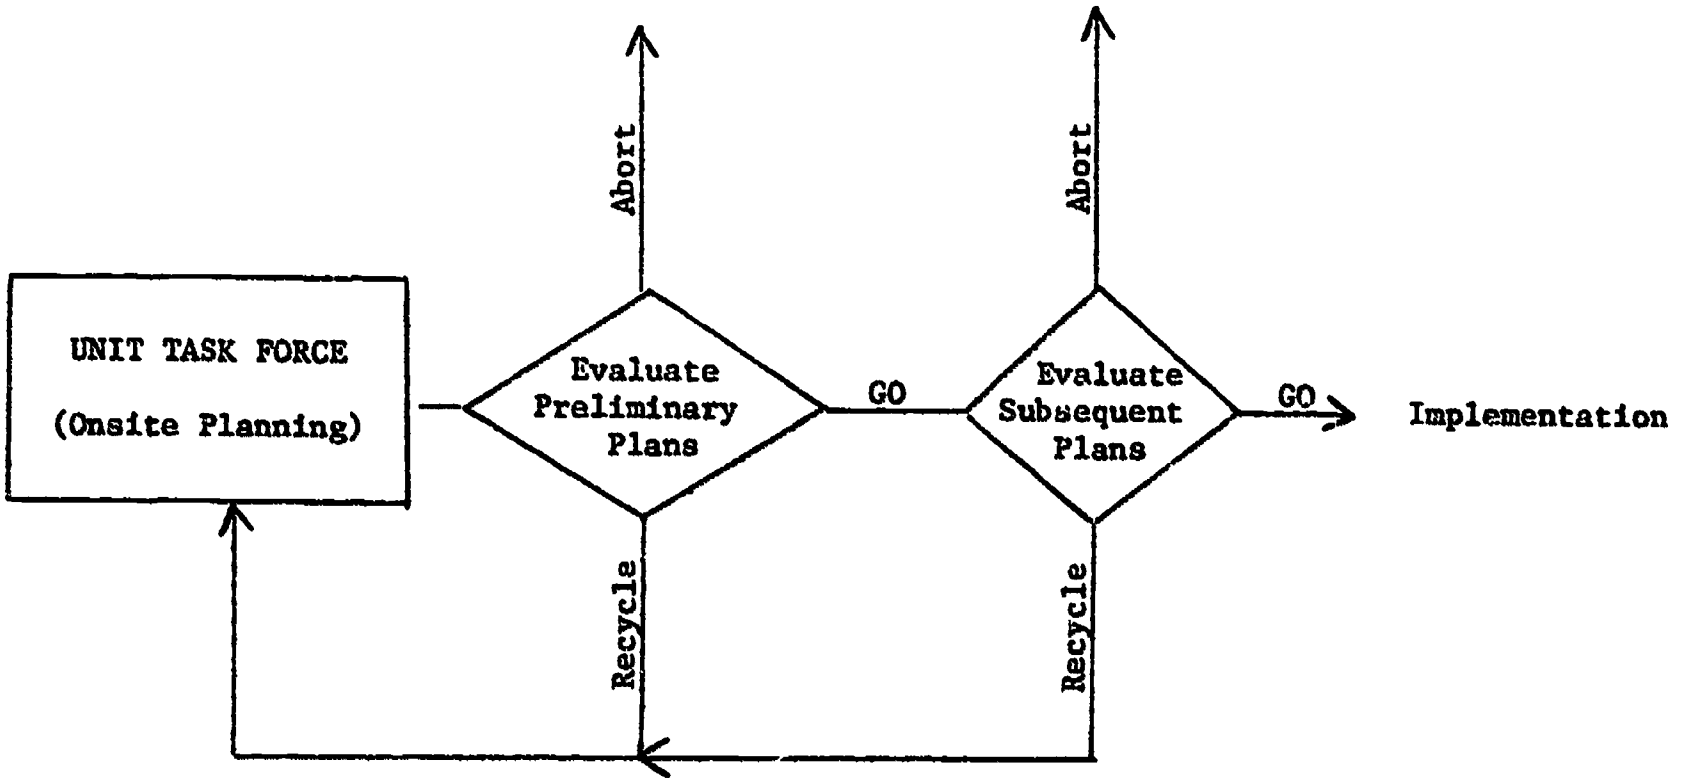 Abort
Abort
UNIT TASK FORCE
(Onsite Planning)
Evaluate
Preliminary
Plans
GO
Evaluate
Subsequent
Plans
GO
Implementation
Recycle
Recycle